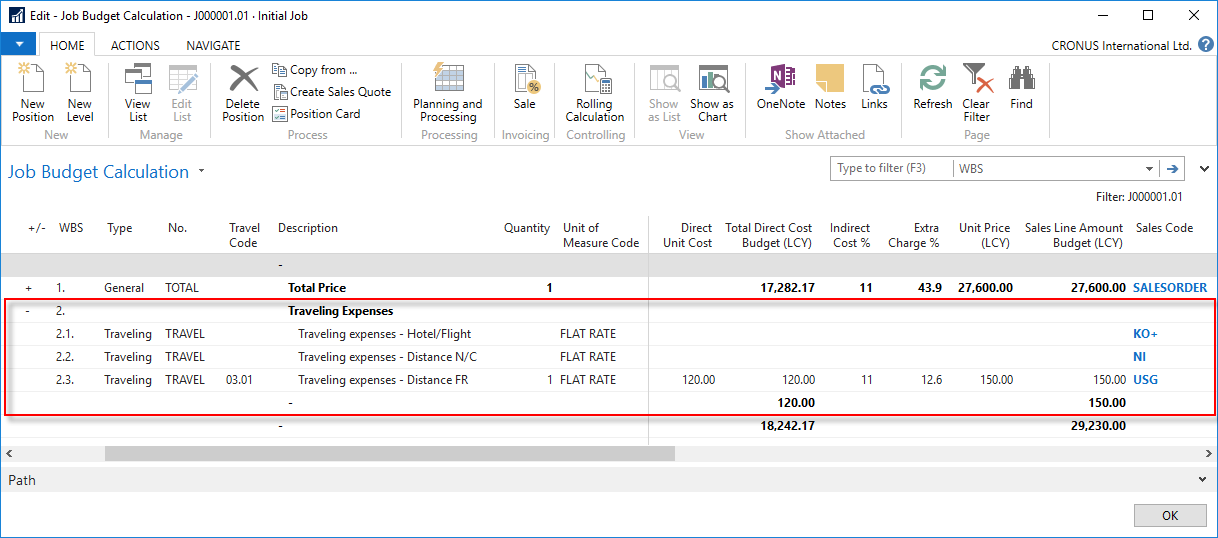 Edit - Job Budget Calculation - J000001.01 · Initial Job
HOME ACTIONS NAVIGATE CRONUS International Ltd. ?
New Position
New Level
New
View List
Edit List
Manage
Delete Position
Copy from ...
Create Sales Quote
Position Card
Process
Planning and Processing
Processing
Sale
Invoicing
Rolling Calculation
Controlling
Show as List
Show as Chart
View
OneNote
Notes
Links
Show Attached
Refresh
Clear Filter
Find
Page
Job Budget Calculation
Type to filter (F3) WBS
Filter: J000001.01
+/- WBS Type No. Travel Code Description Quantity Unit of Measure Code Direct Unit Cost Total Direct Cost Budget (LCY) Indirect Cost % Extra Charge % Unit Price (LCY) Sales Line Amount Budget (LCY) Sales Code
-
+ 1. General TOTAL Total Price 1 17,282.17 11 43.9 27,600.00 27,600.00 SALESORDER
- 2. Traveling Expenses
2.1. Traveling TRAVEL Traveling expenses - Hotel/Flight FLAT RATE KO+
2.2. Traveling TRAVEL Traveling expenses - Distance N/C FLAT RATE NI
2.3. Traveling TRAVEL 03.01 Traveling expenses - Distance FR 1 FLAT RATE 120.00 120.00 11 12.6 150.00 150.00 USG
- 120.00 150.00
- 18,242.17 29,230.00
Path
OK